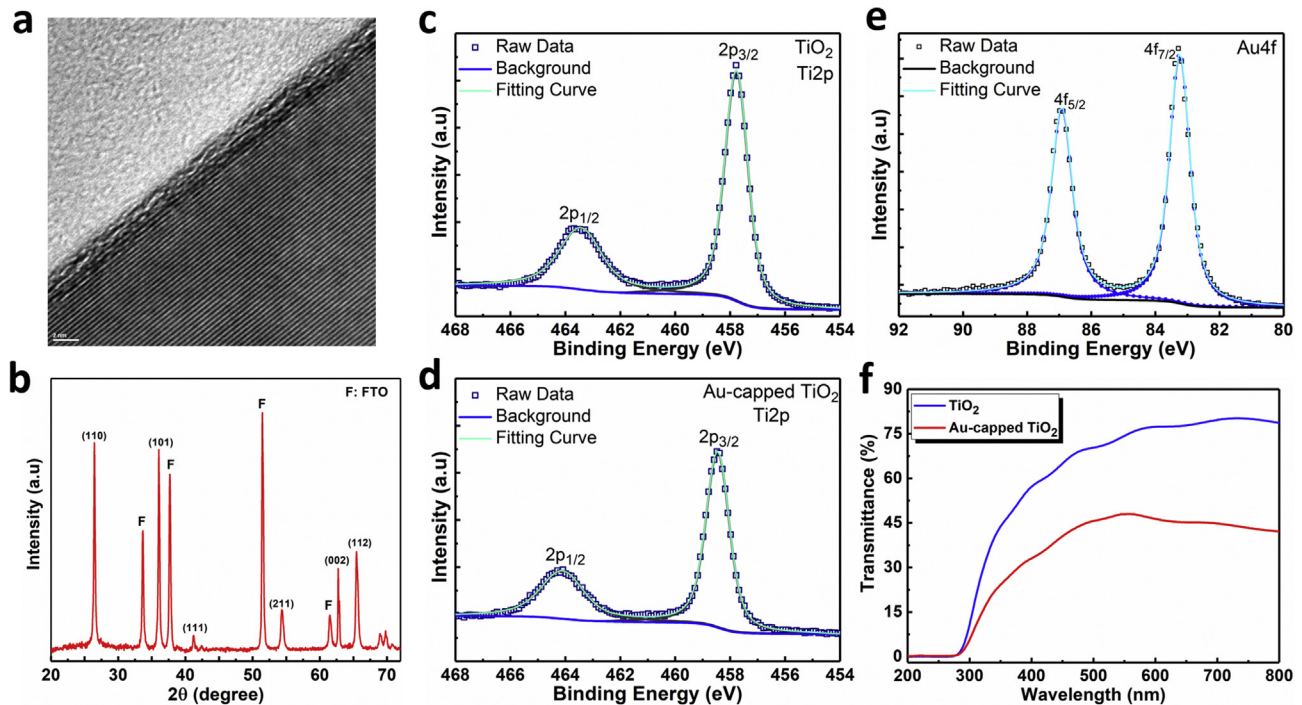 a
2 nm
b
F: FTO
(110)
F
(101)
F
(111)
F
(211)
F
(002)
(112)
Intensity (a.u)
20 30 40 50 60 70
2θ (degree)
c
Raw Data
Background
Fitting Curve
TiO₂
Ti2p
2p₃/₂
2p₁/₂
Intensity (a.u)
468 466 464 462 460 458 456 454
Binding Energy (eV)
d
Raw Data
Background
Fitting Curve
Au-capped TiO₂
Ti2p
2p₃/₂
2p₁/₂
Intensity (a.u)
468 466 464 462 460 458 456 454
Binding Energy (eV)
e
Raw Data
Background
Fitting Curve
Au4f
4f₇/₂
4f₅/₂
Intensity (a.u)
92 90 88 86 84 82 80
Binding Energy (eV)
f
TiO₂
Au-capped TiO₂
Transmittance (%)
90
75
60
45
30
15
0
200 300 400 500 600 700 800
Wavelength (nm)